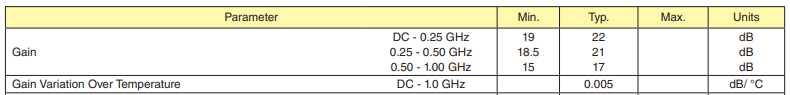 Parameter Min. Typ. Max. Units
DC - 0.25 GHz 19 22 dB
Gain 0.25 - 0.50 GHz 18.5 21 dB
0.50 - 1.00 GHz 15 17 dB
Gain Variation Over Temperature DC - 1.0 GHz 0.005 dB/ °C